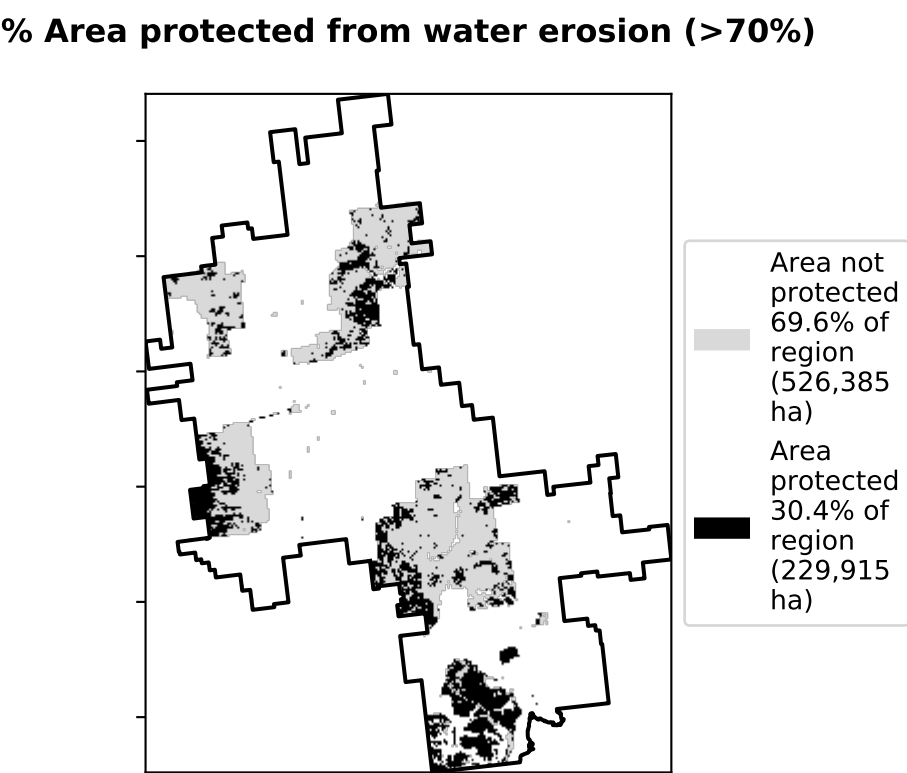 % Area protected from water erosion (>70%)
Area not
protected
69.6% of
region
(526,385
ha)
Area
protected
30.4% of
region
(229,915
ha)